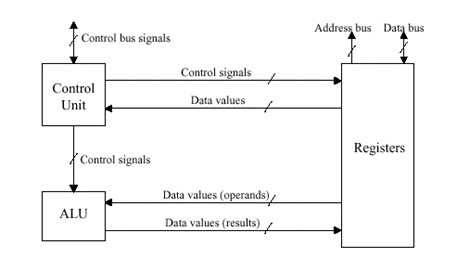 Address bus
Data bus
Control bus signals
Control signals
Control
Unit
Data values
Registers
Control signals
Data values (operands)
ALU
Data values (results)